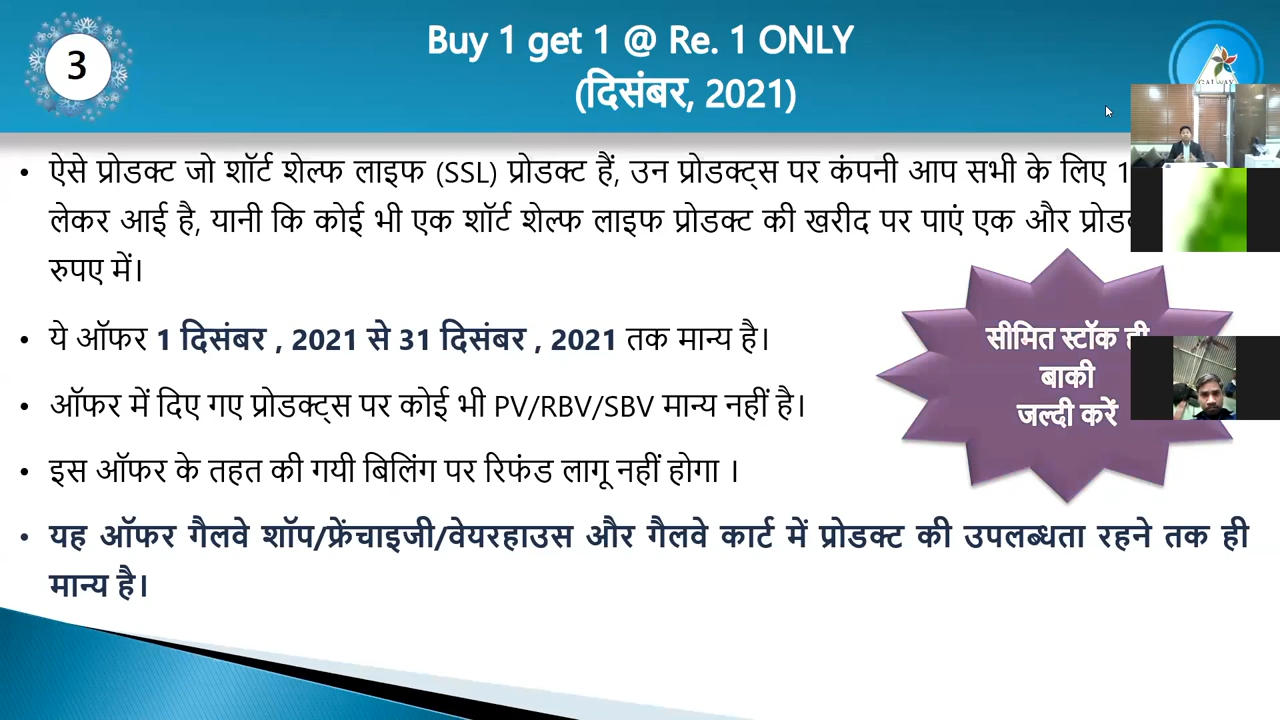 3
Buy 1 get 1 @ Re. 1 ONLY
(दिसंबर, 2021)
GALWAY
• ऐसे प्रोडक्ट जो शॉर्ट शेल्फ लाइफ (SSL) प्रोडक्ट हैं, उन प्रोडक्ट्स पर कंपनी आप सभी के लिए 1
लेकर आई है, यानी कि कोई भी एक शॉर्ट शेल्फ लाइफ प्रोडक्ट की खरीद पर पाएं एक और
रुपए में।
• ये ऑफर 1 दिसंबर , 2021 से 31 दिसंबर , 2021 तक मान्य है।
• ऑफर में दिए गए प्रोडक्ट्स पर कोई भी PV/RBV/SBV मान्य नहीं है।
• इस ऑफर के तहत की गयी बिलिंग पर रिफंड लागू नहीं होगा ।
• यह ऑफर गैलवे शॉप/फ्रेंचाइजी/वेयरहाउस और गैलवे कार्ट में प्रोडक्ट की उपलब्धता रहने तक ही
मान्य है।
सीमित स्टॉक ही
बाकी
जल्दी करें